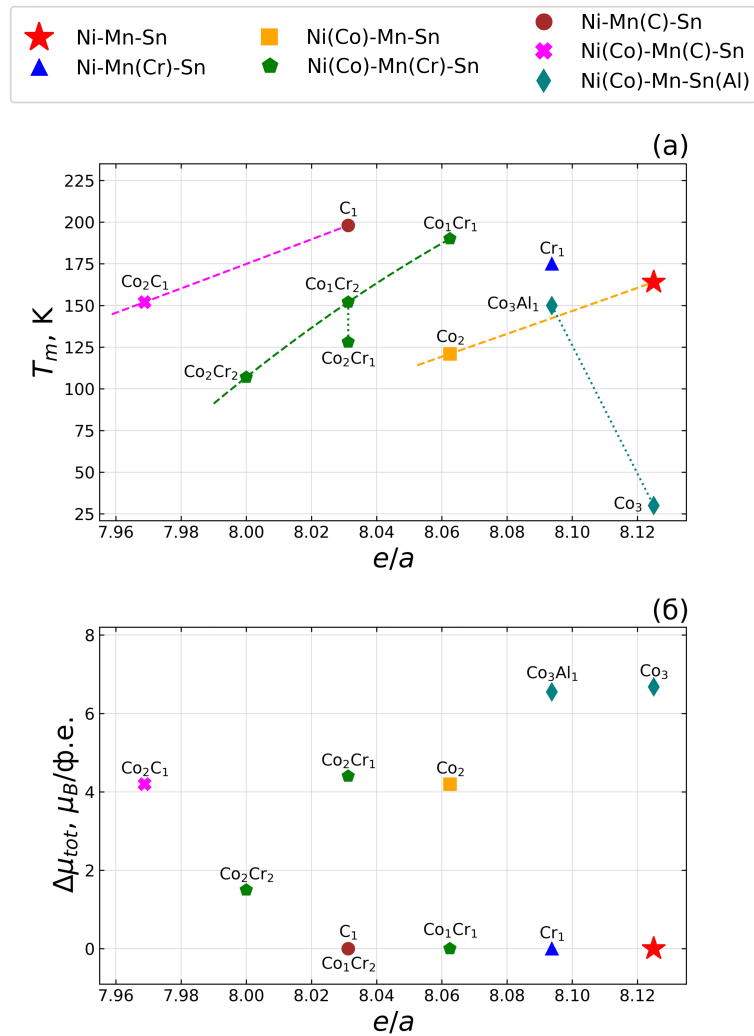 Ni-Mn-Sn
Ni-Mn(Cr)-Sn
Ni(Co)-Mn-Sn
Ni(Co)-Mn(Cr)-Sn
Ni-Mn(C)-Sn
Ni(Co)-Mn(C)-Sn
Ni(Co)-Mn-Sn(Al)
(a)
T_m, K
225
200
175
150
125
100
75
50
25
C₁
Co₁Cr₁
Cr₁
Co₂C₁
Co₁Cr₂
Co₃Al₁
Co₂
Co₂Cr₁
Co₂Cr₂
Co₃
7.96 7.98 8.00 8.02 8.04 8.06 8.08 8.10 8.12
e/a
(б)
Δμ_tot, μ_B/ф.е.
8
6
4
2
0
Co₃Al₁
Co₃
Co₂C₁
Co₂Cr₁
Co₂
Co₂Cr₂
C₁
Co₁Cr₁
Cr₁
Co₁Cr₂
7.96 7.98 8.00 8.02 8.04 8.06 8.08 8.10 8.12
e/a